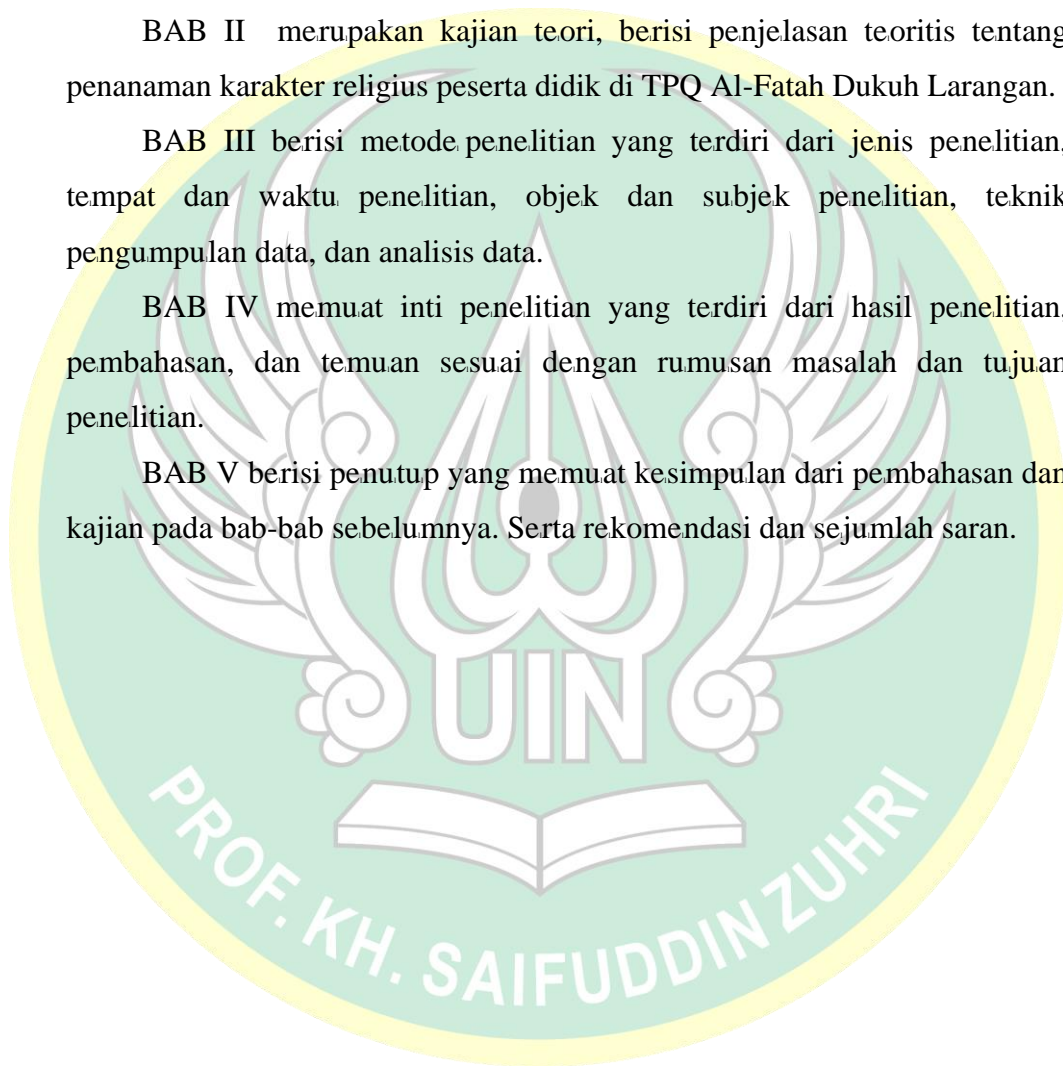 BAB II merupakan kajian teori, berisi penjelasan teoritis tentang
penanaman karakter religius peserta didik di TPQ Al-Fatah Dukuh Larangan.
BAB III berisi metode penelitian yang terdiri dari jenis penelitian,
tempat dan waktu penelitian, objek dan subjek penelitian, teknik
pengumpulan data, dan analisis data.
BAB IV memuat inti penelitian yang terdiri dari hasil penelitian,
pembahasan, dan temuan sesuai dengan rumusan masalah dan tujuan
penelitian.
BAB V berisi penutup yang memuat kesimpulan dari pembahasan dan
kajian pada bab-bab sebelumnya. Serta rekomendasi dan sejumlah saran.
UIN
PROF. KH. SAIFUDDIN ZUHRI